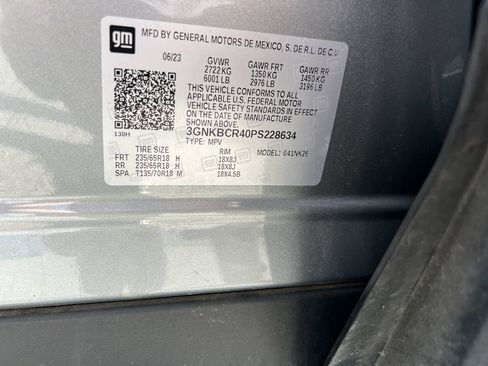 gm
MFD BY GENERAL MOTORS DE MEXICO, S. DE R.L. DE C.V
06/23 GVWR GAWR FRT GAWR RR
2722 KG 1350 KG 1450 KG
6001 LB 2976 LB 3196 LB
THIS VEHICLE CONFORMS TO ALL
APPLICABLE U.S. FEDERAL MOTOR
VEHICLE SAFETY STANDARDS IN EFFECT
ON THE DATE OF MANUFACTURE
SHOWN ABOVE.
130H 3GNKBCR40PS228634
TYPE: MPV
TIRE SIZE RIM MODEL: 041NK26
FRT 235/65R18 H 18X8J
RR 235/65R18 H 18X8J
SPA T135/70R18 M 18X4.5B